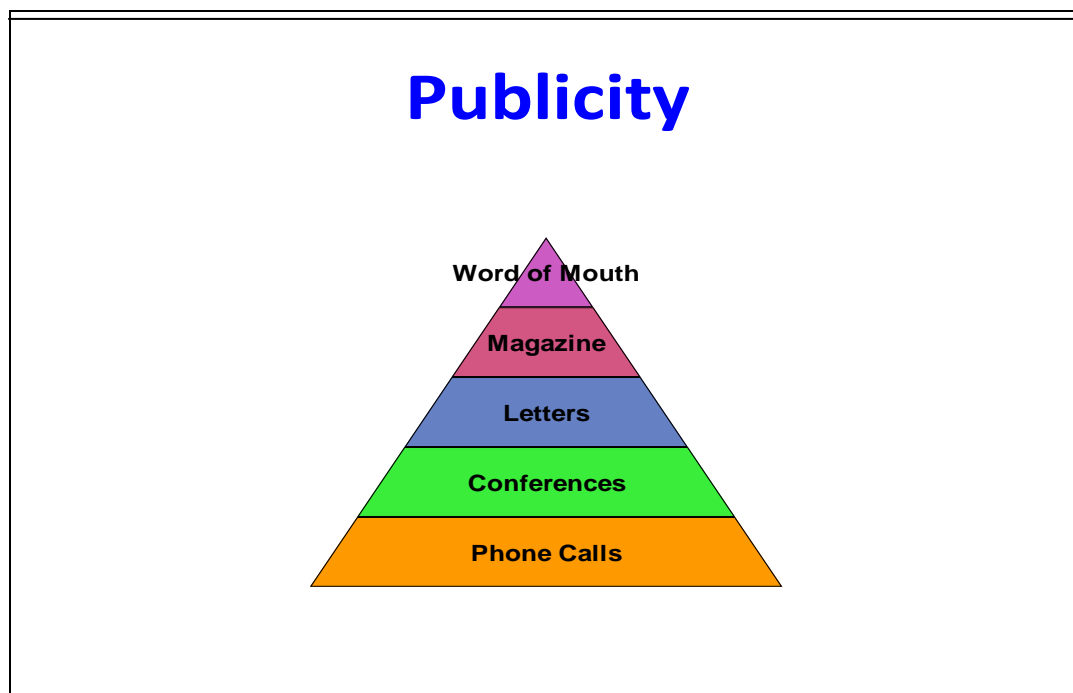 Publicity
Word of Mouth
Magazine
Letters
Conferences
Phone Calls